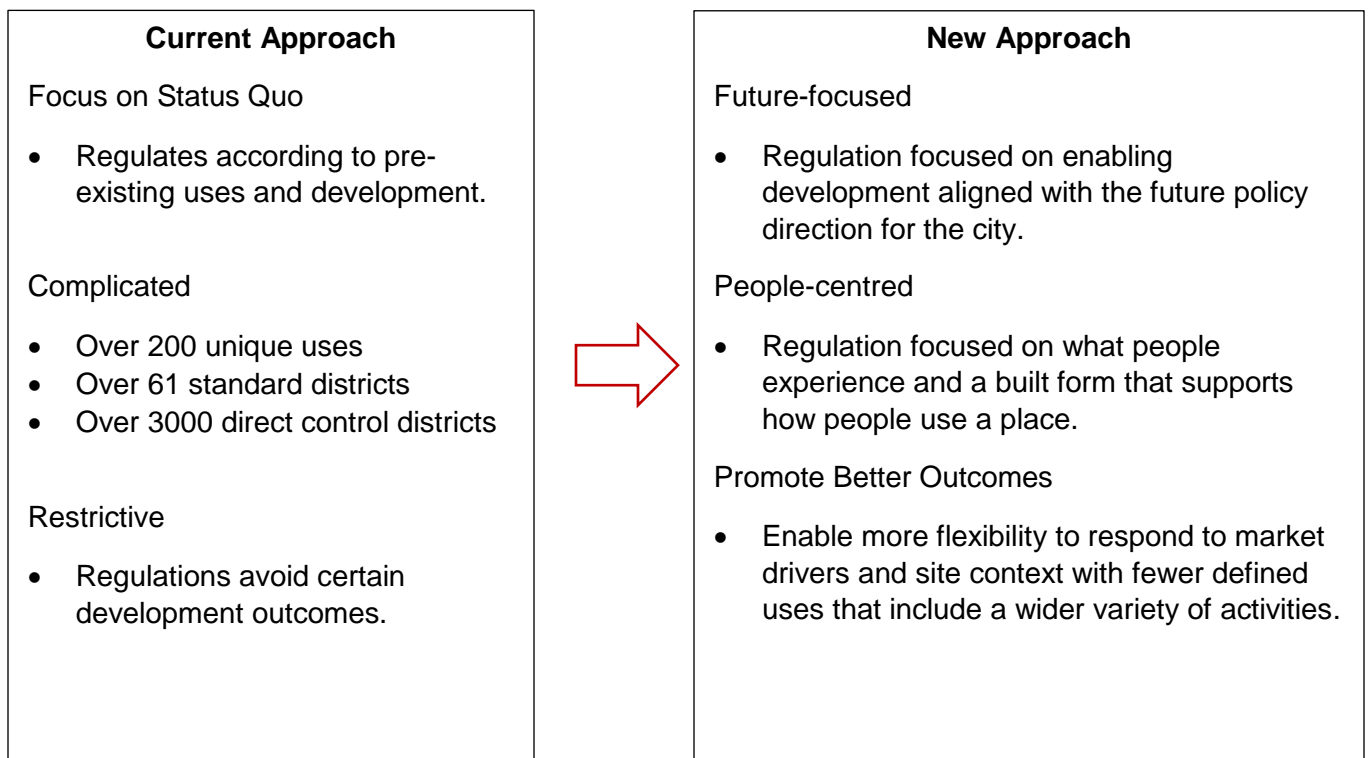 Current Approach
Focus on Status Quo
• Regulates according to pre-
existing uses and development.
Complicated
• Over 200 unique uses
• Over 61 standard districts
• Over 3000 direct control districts
Restrictive
• Regulations avoid certain
development outcomes.
New Approach
Future-focused
• Regulation focused on enabling
development aligned with the future policy
direction for the city.
People-centred
• Regulation focused on what people
experience and a built form that supports
how people use a place.
Promote Better Outcomes
• Enable more flexibility to respond to market
drivers and site context with fewer defined
uses that include a wider variety of activities.